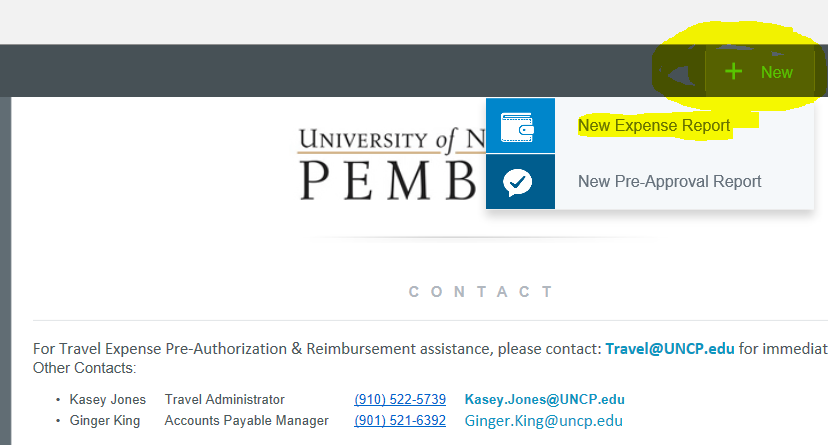 + New
New Expense Report
New Pre-Approval Report
UNIVERSITY of N
PEMB
CONTACT
For Travel Expense Pre-Authorization & Reimbursement assistance, please contact: Travel@UNCP.edu for immediat
Other Contacts:
• Kasey Jones Travel Administrator (910) 522-5739 Kasey.Jones@UNCP.edu
• Ginger King Accounts Payable Manager (901) 521-6392 Ginger.King@uncp.edu